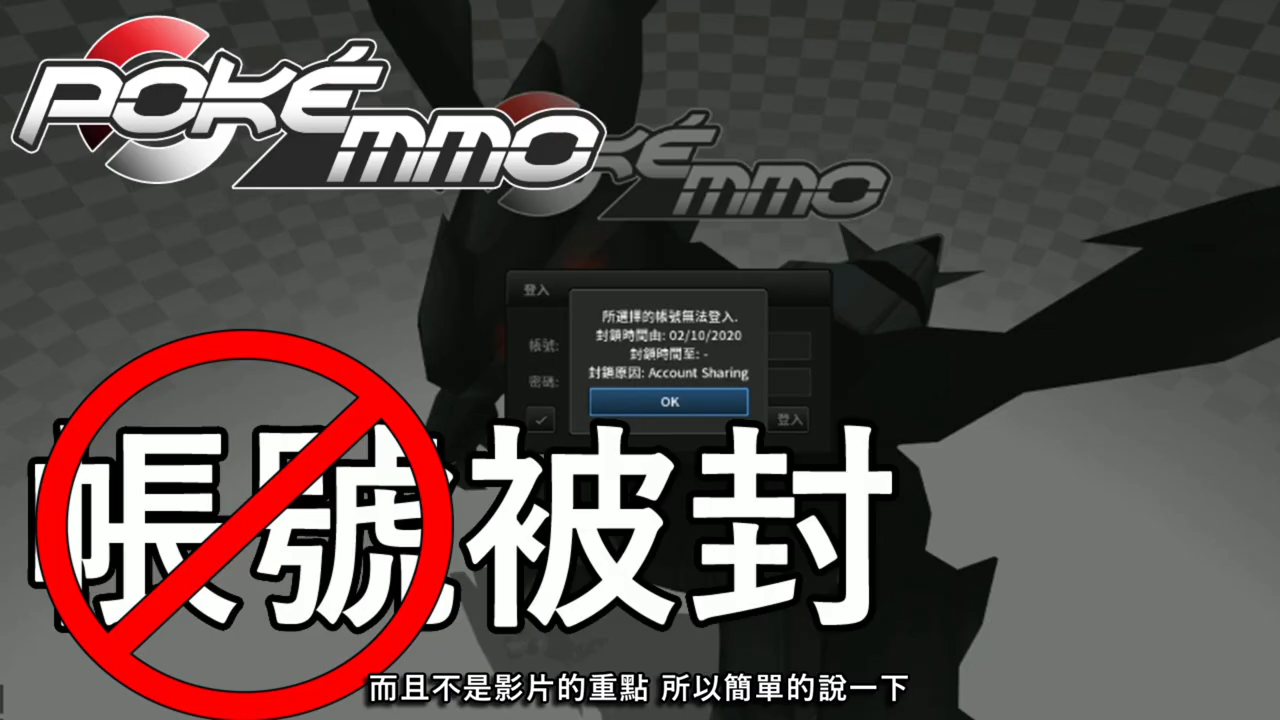 POKÉ
MMO
KÉ
MMO
登入
所選擇的帳號無法登入.
封鎖時間由: 02/10/2020
封鎖時間至: -
封鎖原因: Account Sharing
帳號:
密碼:
OK
登入
帳號被封
而且不是影片的重點 所以簡單的說一下